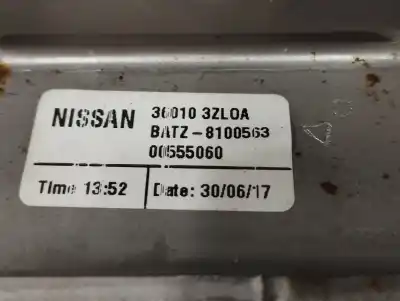 NISSAN 36010 3ZL0A
BATZ-8100563
00555060
Time 13:52 Date: 30/06/17